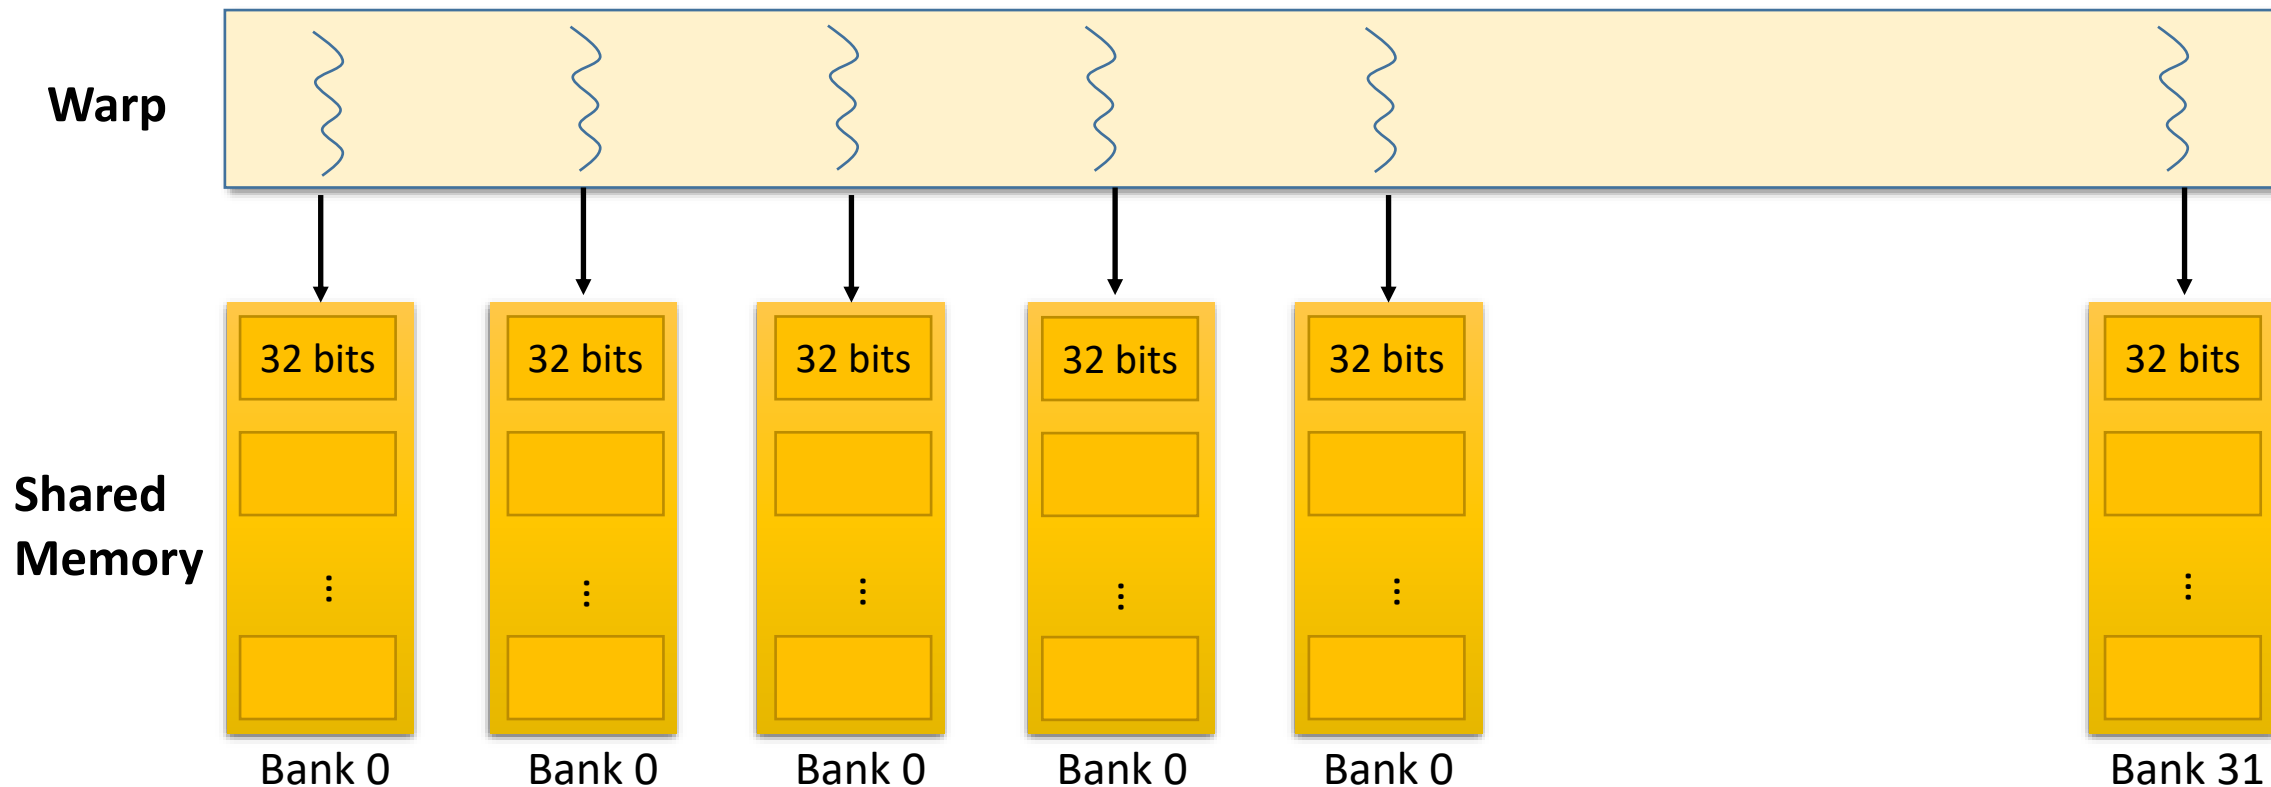 Warp
32 bits 32 bits 32 bits 32 bits 32 bits 32 bits
Shared
Memory
⋮ ⋮ ⋮ ⋮ ⋮ ⋮
Bank 0 Bank 0 Bank 0 Bank 0 Bank 0 Bank 31